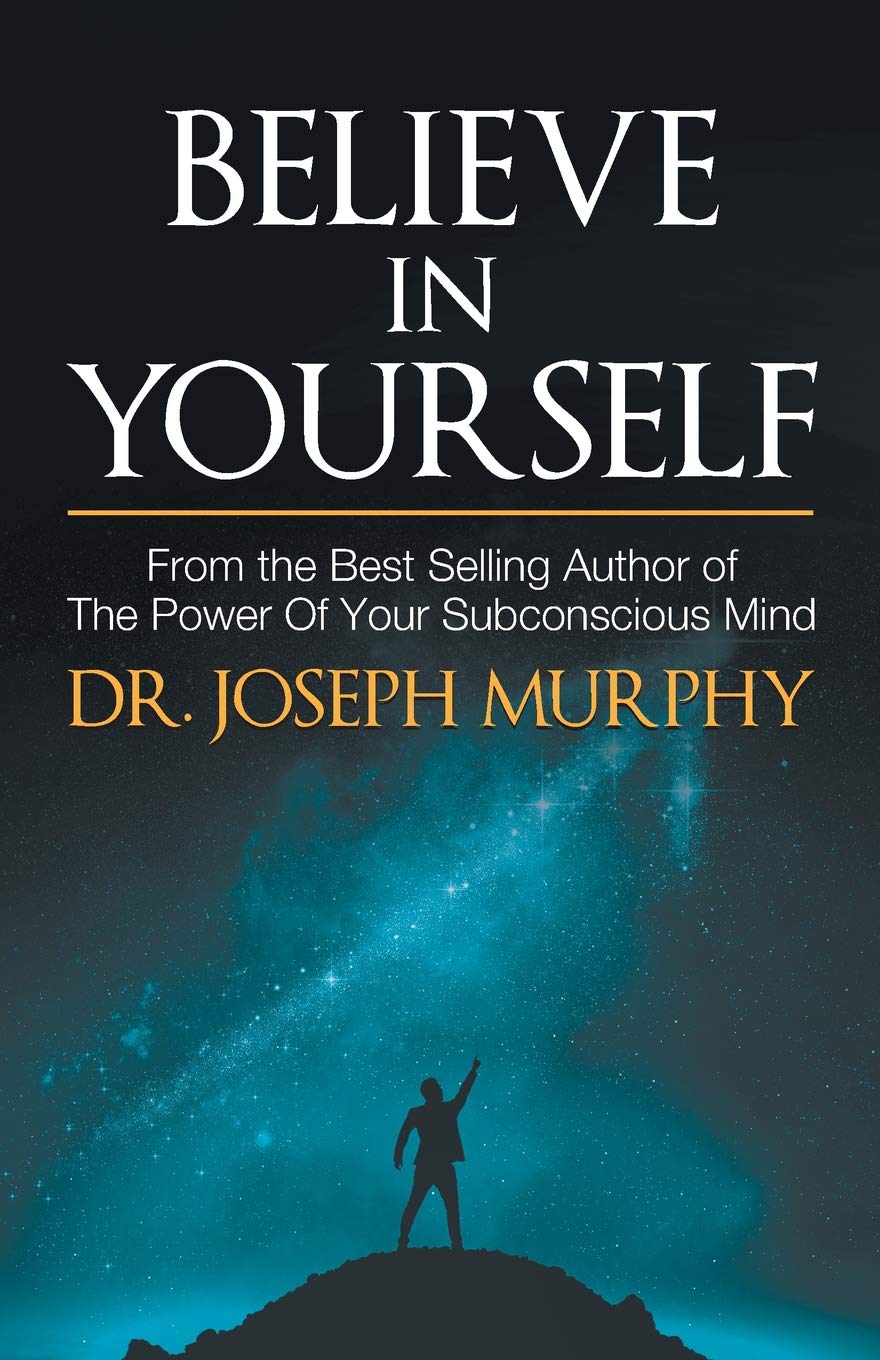 BELIEVE
IN
YOURSELF
From the Best Selling Author of
The Power Of Your Subconscious Mind
DR. JOSEPH MURPHY